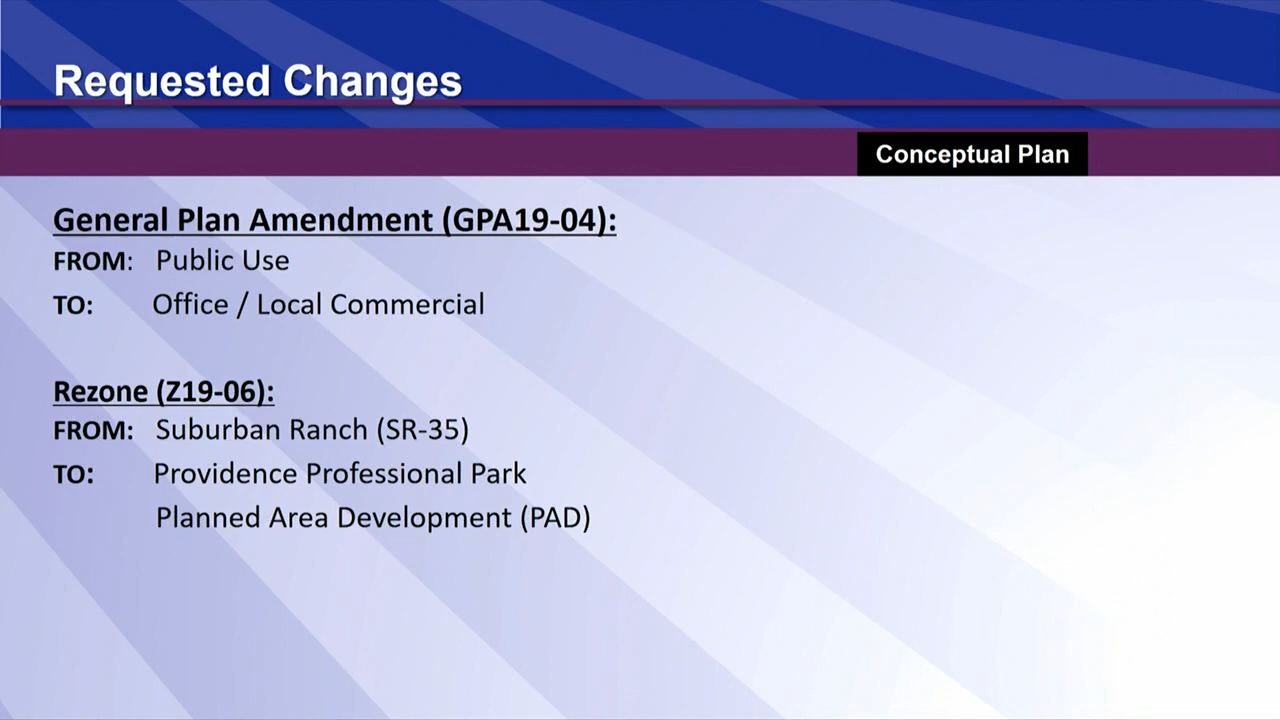 Requested Changes
Conceptual Plan
General Plan Amendment (GPA19-04):
FROM: Public Use
TO: Office / Local Commercial
Rezone (Z19-06):
FROM: Suburban Ranch (SR-35)
TO: Providence Professional Park
Planned Area Development (PAD)